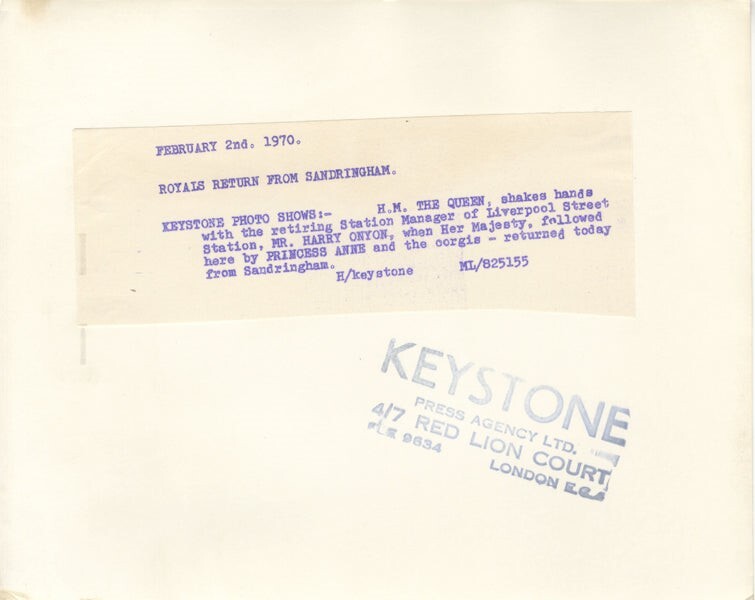 FEBRUARY 2nd. 1970.
ROYALS RETURN FROM SANDRINGHAM.
KEYSTONE PHOTO SHOWS:- H.M. THE QUEEN, shakes hands
with the retiring Station Manager of Liverpool Street
Station, MR. HARRY ONYON, when Her Majesty, followed
here by PRINCESS ANNE and the corgis - returned today
from Sandringham.
H/keystone ML/825155
KEYSTONE
PRESS AGENCY LTD.
4/7 RED LION COURT
9634
LONDON E.C.4